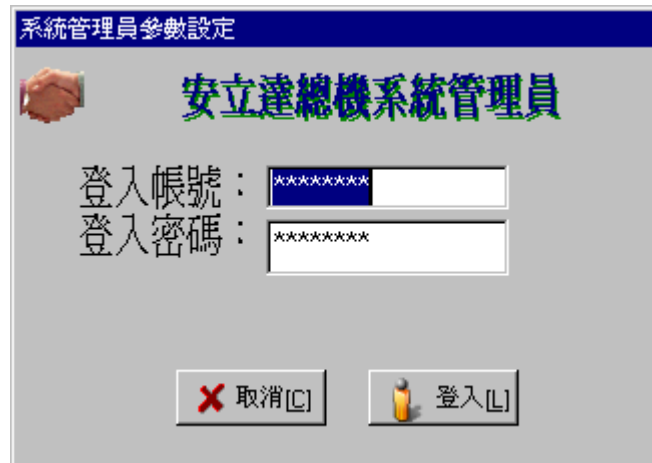 系統管理員參數設定
安立達總機系統管理員
登入帳號： ********
登入密碼： ********
取消[C] 登入[L]